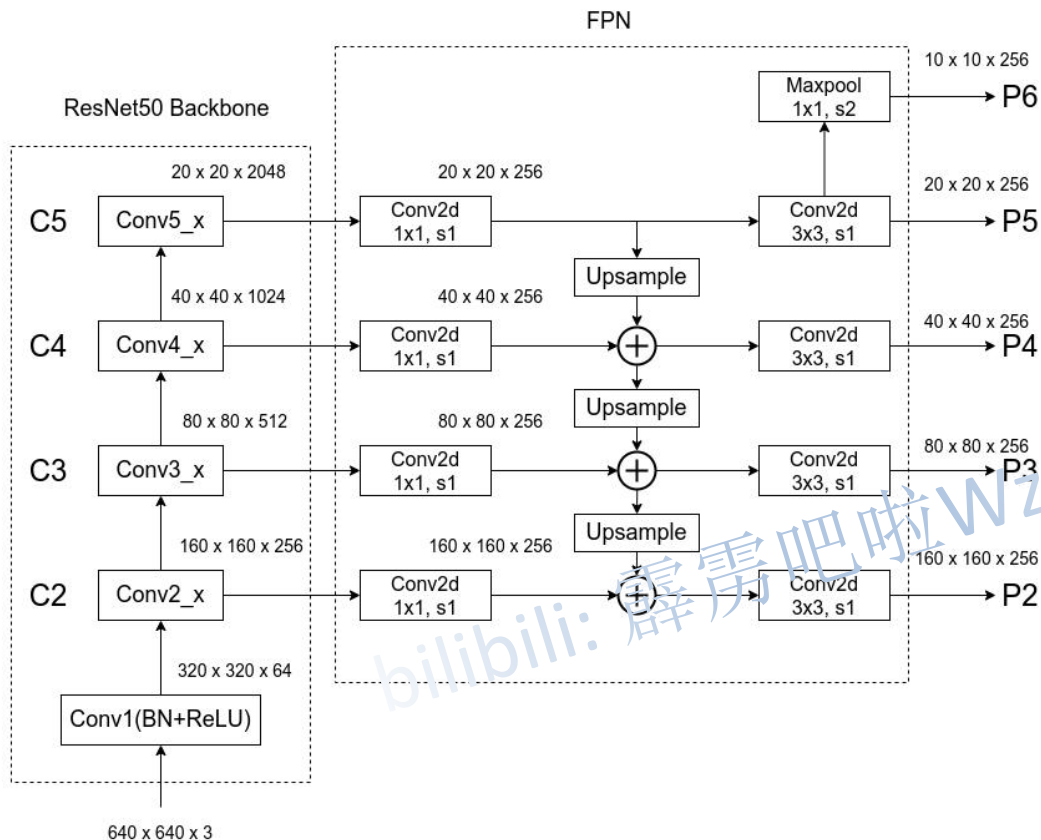 FPN
10 x 10 x 256
Maxpool
1x1, s2
P6
ResNet50 Backbone
20 x 20 x 2048
20 x 20 x 256
20 x 20 x 256
C5
Conv5_x
Conv2d
1x1, s1
Conv2d
3x3, s1
P5
Upsample
40 x 40 x 1024
40 x 40 x 256
40 x 40 x 256
C4
Conv4_x
Conv2d
1x1, s1
Conv2d
3x3, s1
P4
Upsample
80 x 80 x 512
80 x 80 x 256
80 x 80 x 256
C3
Conv3_x
Conv2d
1x1, s1
Conv2d
3x3, s1
P3
Upsample
160 x 160 x 256
160 x 160 x 256
160 x 160 x 256
C2
Conv2_x
Conv2d
1x1, s1
Conv2d
3x3, s1
P2
bilibili: 霹雳吧啦Wz
320 x 320 x 64
Conv1(BN+ReLU)
640 x 640 x 3